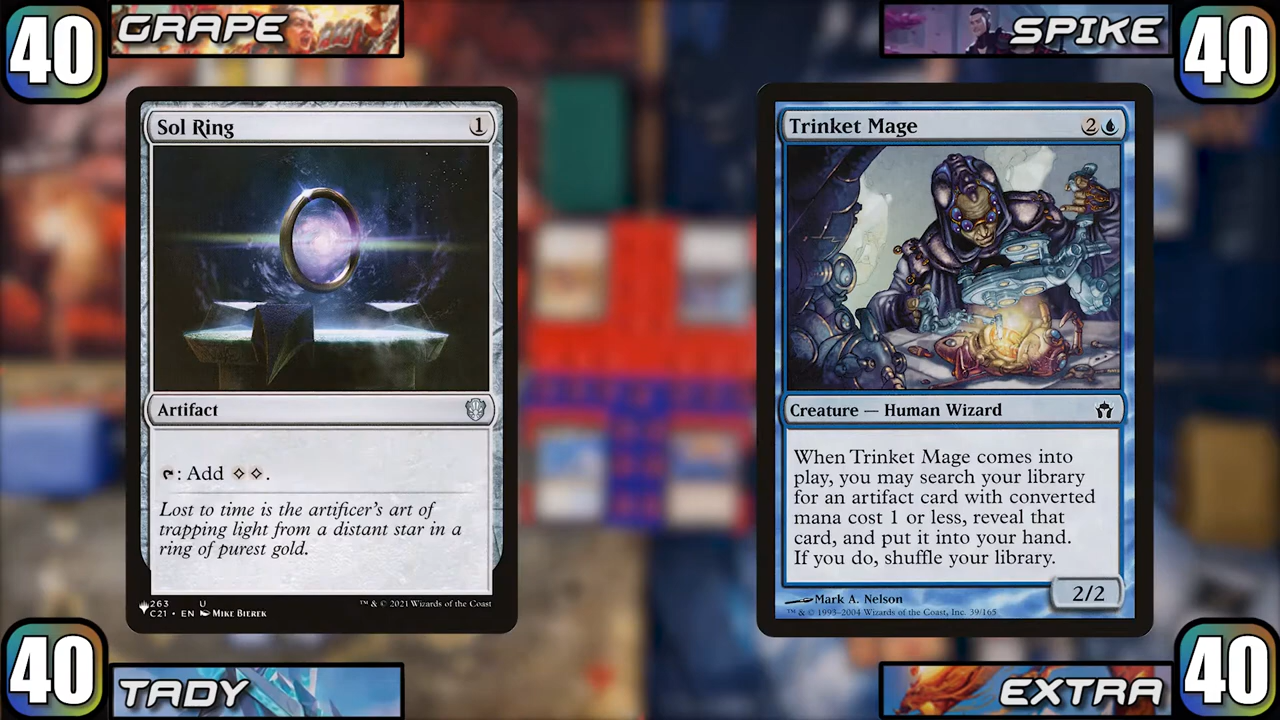 40
GRAPE
SPIKE
40
Sol Ring
1
Artifact
: Add
.
Lost to time is the artificer's art of
trapping light from a distant star in a
ring of purest gold.
263 U
C21 • EN MIKE BIEREK
™ & © 2021 Wizards of the Coast
Trinket Mage
2
Creature — Human Wizard
When Trinket Mage comes into
play, you may search your library
for an artifact card with converted
mana cost 1 or less, reveal that
card, and put it into your hand.
If you do, shuffle your library.
2/2
Mark A. Nelson
™ & © 1993–2004 Wizards of the Coast, Inc. 39/165
40
TADY
EXTRA
40